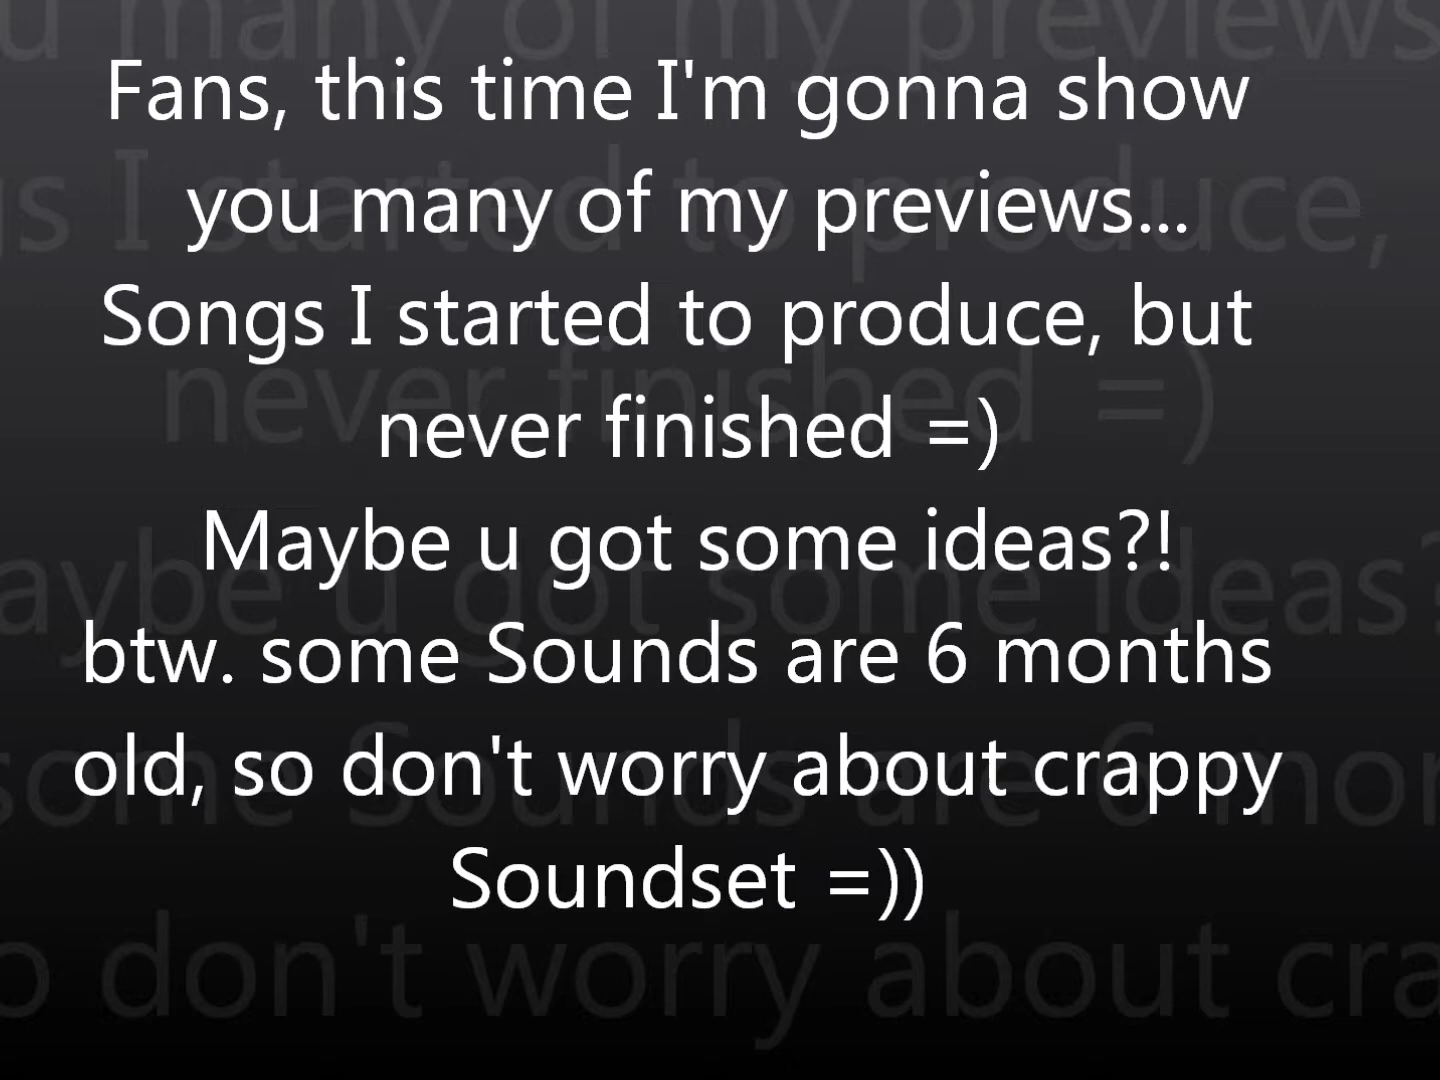 Fans, this time I'm gonna show
you many of my previews...
Songs I started to produce, but
never finished =)
Maybe u got some ideas?!
btw. some Sounds are 6 months
old, so don't worry about crappy
Soundset =))